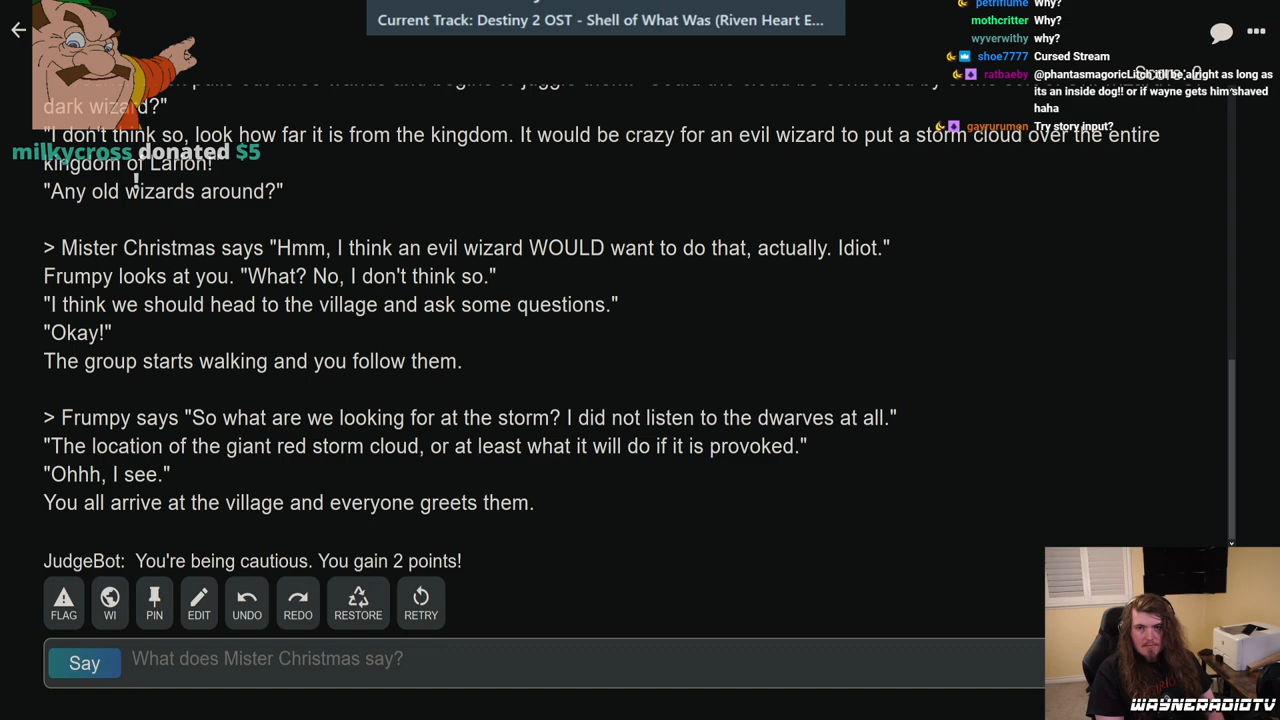 Current Track: Destiny 2 OST - Shell of What Was (Riven Heart E...
petriflume Why?
mothcritter Why?
wyverwithy why?
shoe7777 Cursed Stream
ratbaeby @phantasmagoricLitch it'll be alright as long as
its an inside dog!! or if wayne gets him shaved
haha
gayrurumon Try story input?
dark wizard?"
"I don't think so, look how far it is from the kingdom. It would be crazy for an evil wizard to put a storm cloud over the entire
kingdom of Larion!"
milkycross donated $5
!
"Any old wizards around?"
> Mister Christmas says "Hmm, I think an evil wizard WOULD want to do that, actually. Idiot."
Frumpy looks at you. "What? No, I don't think so."
"I think we should head to the village and ask some questions."
"Okay!"
The group starts walking and you follow them.
> Frumpy says "So what are we looking for at the storm? I did not listen to the dwarves at all."
"The location of the giant red storm cloud, or at least what it will do if it is provoked."
"Ohhh, I see."
You all arrive at the village and everyone greets them.
JudgeBot: You're being cautious. You gain 2 points!
FLAG WI PIN EDIT UNDO REDO RESTORE RETRY
Say What does Mister Christmas say?
WAYNERADIOTV